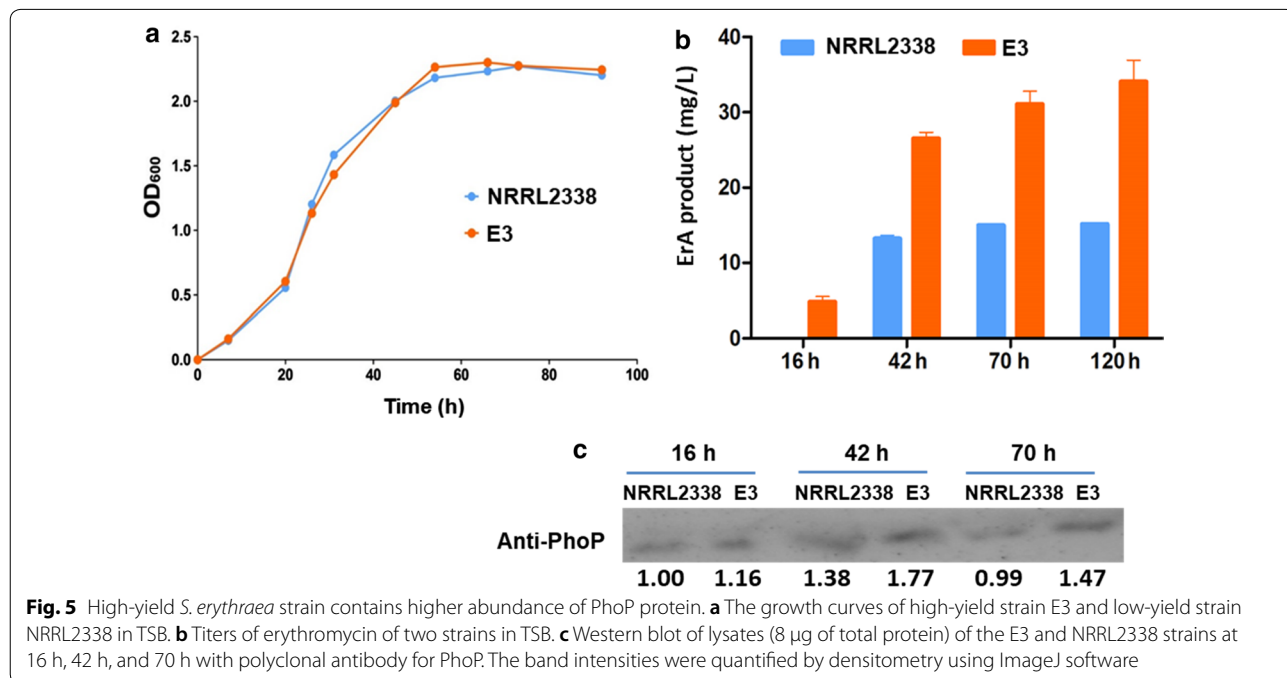 a
2.5
2.0
1.5
1.0
0.5
0.0
OD600
0 20 40 60 80 100
Time (h)
NRRL2338
E3
b
NRRL2338 E3
40
30
20
10
0
ErA product (mg/L)
16 h 42 h 70 h 120 h
c
16 h 42 h 70 h
NRRL2338 E3 NRRL2338 E3 NRRL2338 E3
Anti-PhoP
1.00 1.16 1.38 1.77 0.99 1.47
Fig. 5 High-yield S. erythraea strain contains higher abundance of PhoP protein. a The growth curves of high-yield strain E3 and low-yield strain
NRRL2338 in TSB. b Titers of erythromycin of two strains in TSB. c Western blot of lysates (8 μg of total protein) of the E3 and NRRL2338 strains at
16 h, 42 h, and 70 h with polyclonal antibody for PhoP. The band intensities were quantified by densitometry using ImageJ software